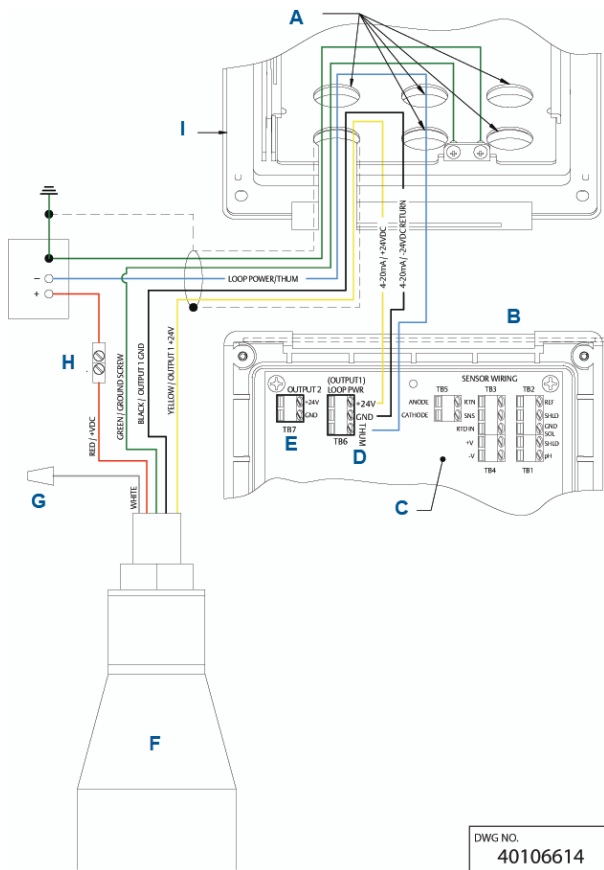 A
I
4-20mA / +24VDC
4-20mA / -24VDC RETURN
−
+
LOOP POWER/THUM
B
H
RED / +VDC
GREEN / GROUND SCREW
BLACK / OUTPUT 1 GND
YELLOW / OUTPUT 1 +24V
(OUTPUT1)
OUTPUT 2 LOOP PWR
SENSOR WIRING
TB5 TB3 TB2
+24V +24V ANODE RTN REF
GND GND CATHODE SNS SHLD
THUM RTD IN GND
SOL
TB7 TB6 +V SHLD
-V pH
TB4 TB1
E
D
C
G
WHITE
F
DWG NO.
40106614